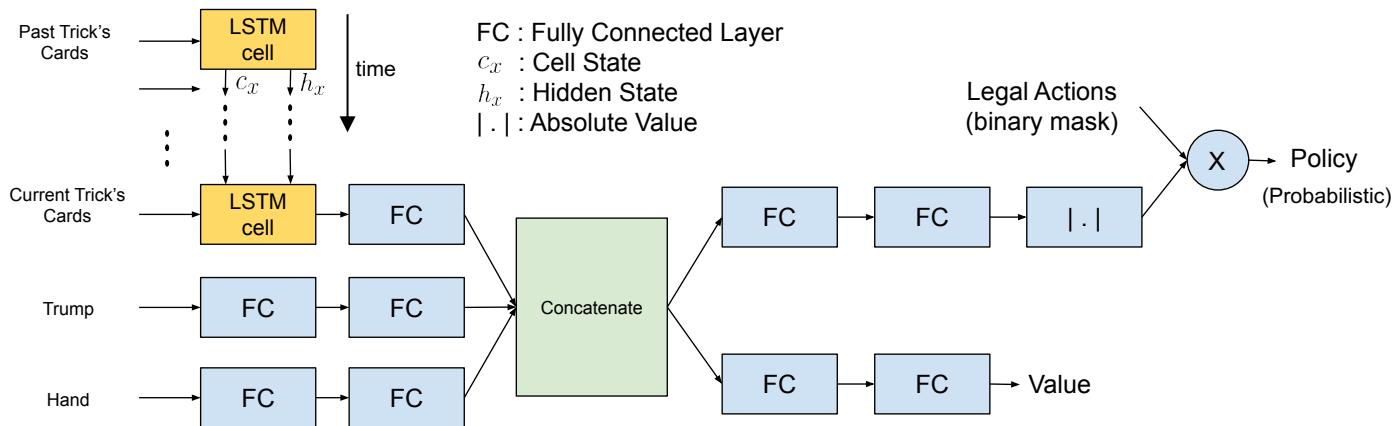 Past Trick's
Cards
LSTM
cell
c_x
h_x
time
FC : Fully Connected Layer
c_x : Cell State
h_x : Hidden State
| . | : Absolute Value
Legal Actions
(binary mask)
X
Policy
(Probabilistic)
Current Trick's
Cards
LSTM
cell
FC
FC
FC
| . |
Trump
FC
FC
Concatenate
Hand
FC
FC
FC
FC
Value